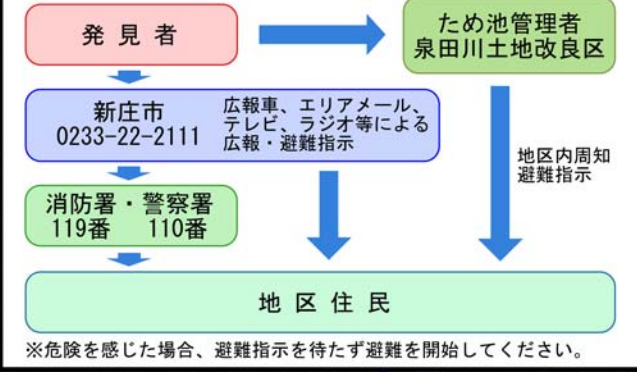 発見者
ため池管理者
泉田川土地改良区
新庄市
0233-22-2111
広報車、エリアメール、
テレビ、ラジオ等による
広報・避難指示
地区内周知
避難指示
消防署・警察署
119番 110番
地区住民
※危険を感じた場合、避難指示を待たず避難を開始してください。